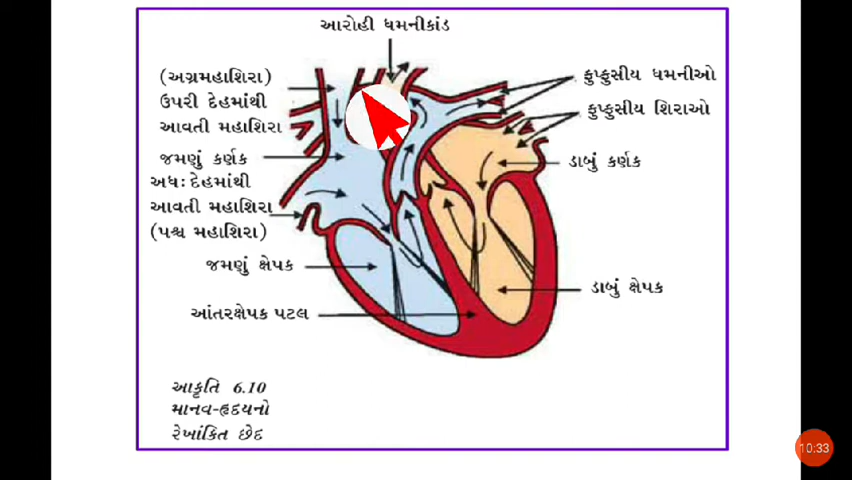 આરોહી ધમનીકાંડ
(અગ્રમહાશિરા)
ઉપરી દેહમાંથી
આવતી મહાશિરા
જમણું કર્ણક
અધઃ દેહમાંથી
આવતી મહાશિરા
(પશ્ચ મહાશિરા)
જમણું ક્ષેપક
આંતરક્ષેપક પટલ
ફુપ્ફુસીય ધમનીઓ
ફુપ્ફુસીય શિરાઓ
ડાબું કર્ણક
ડાબું ક્ષેપક
આકૃતિ 6.10
માનવ-હૃદયનો
રેખાંકિત છેદ
10:33